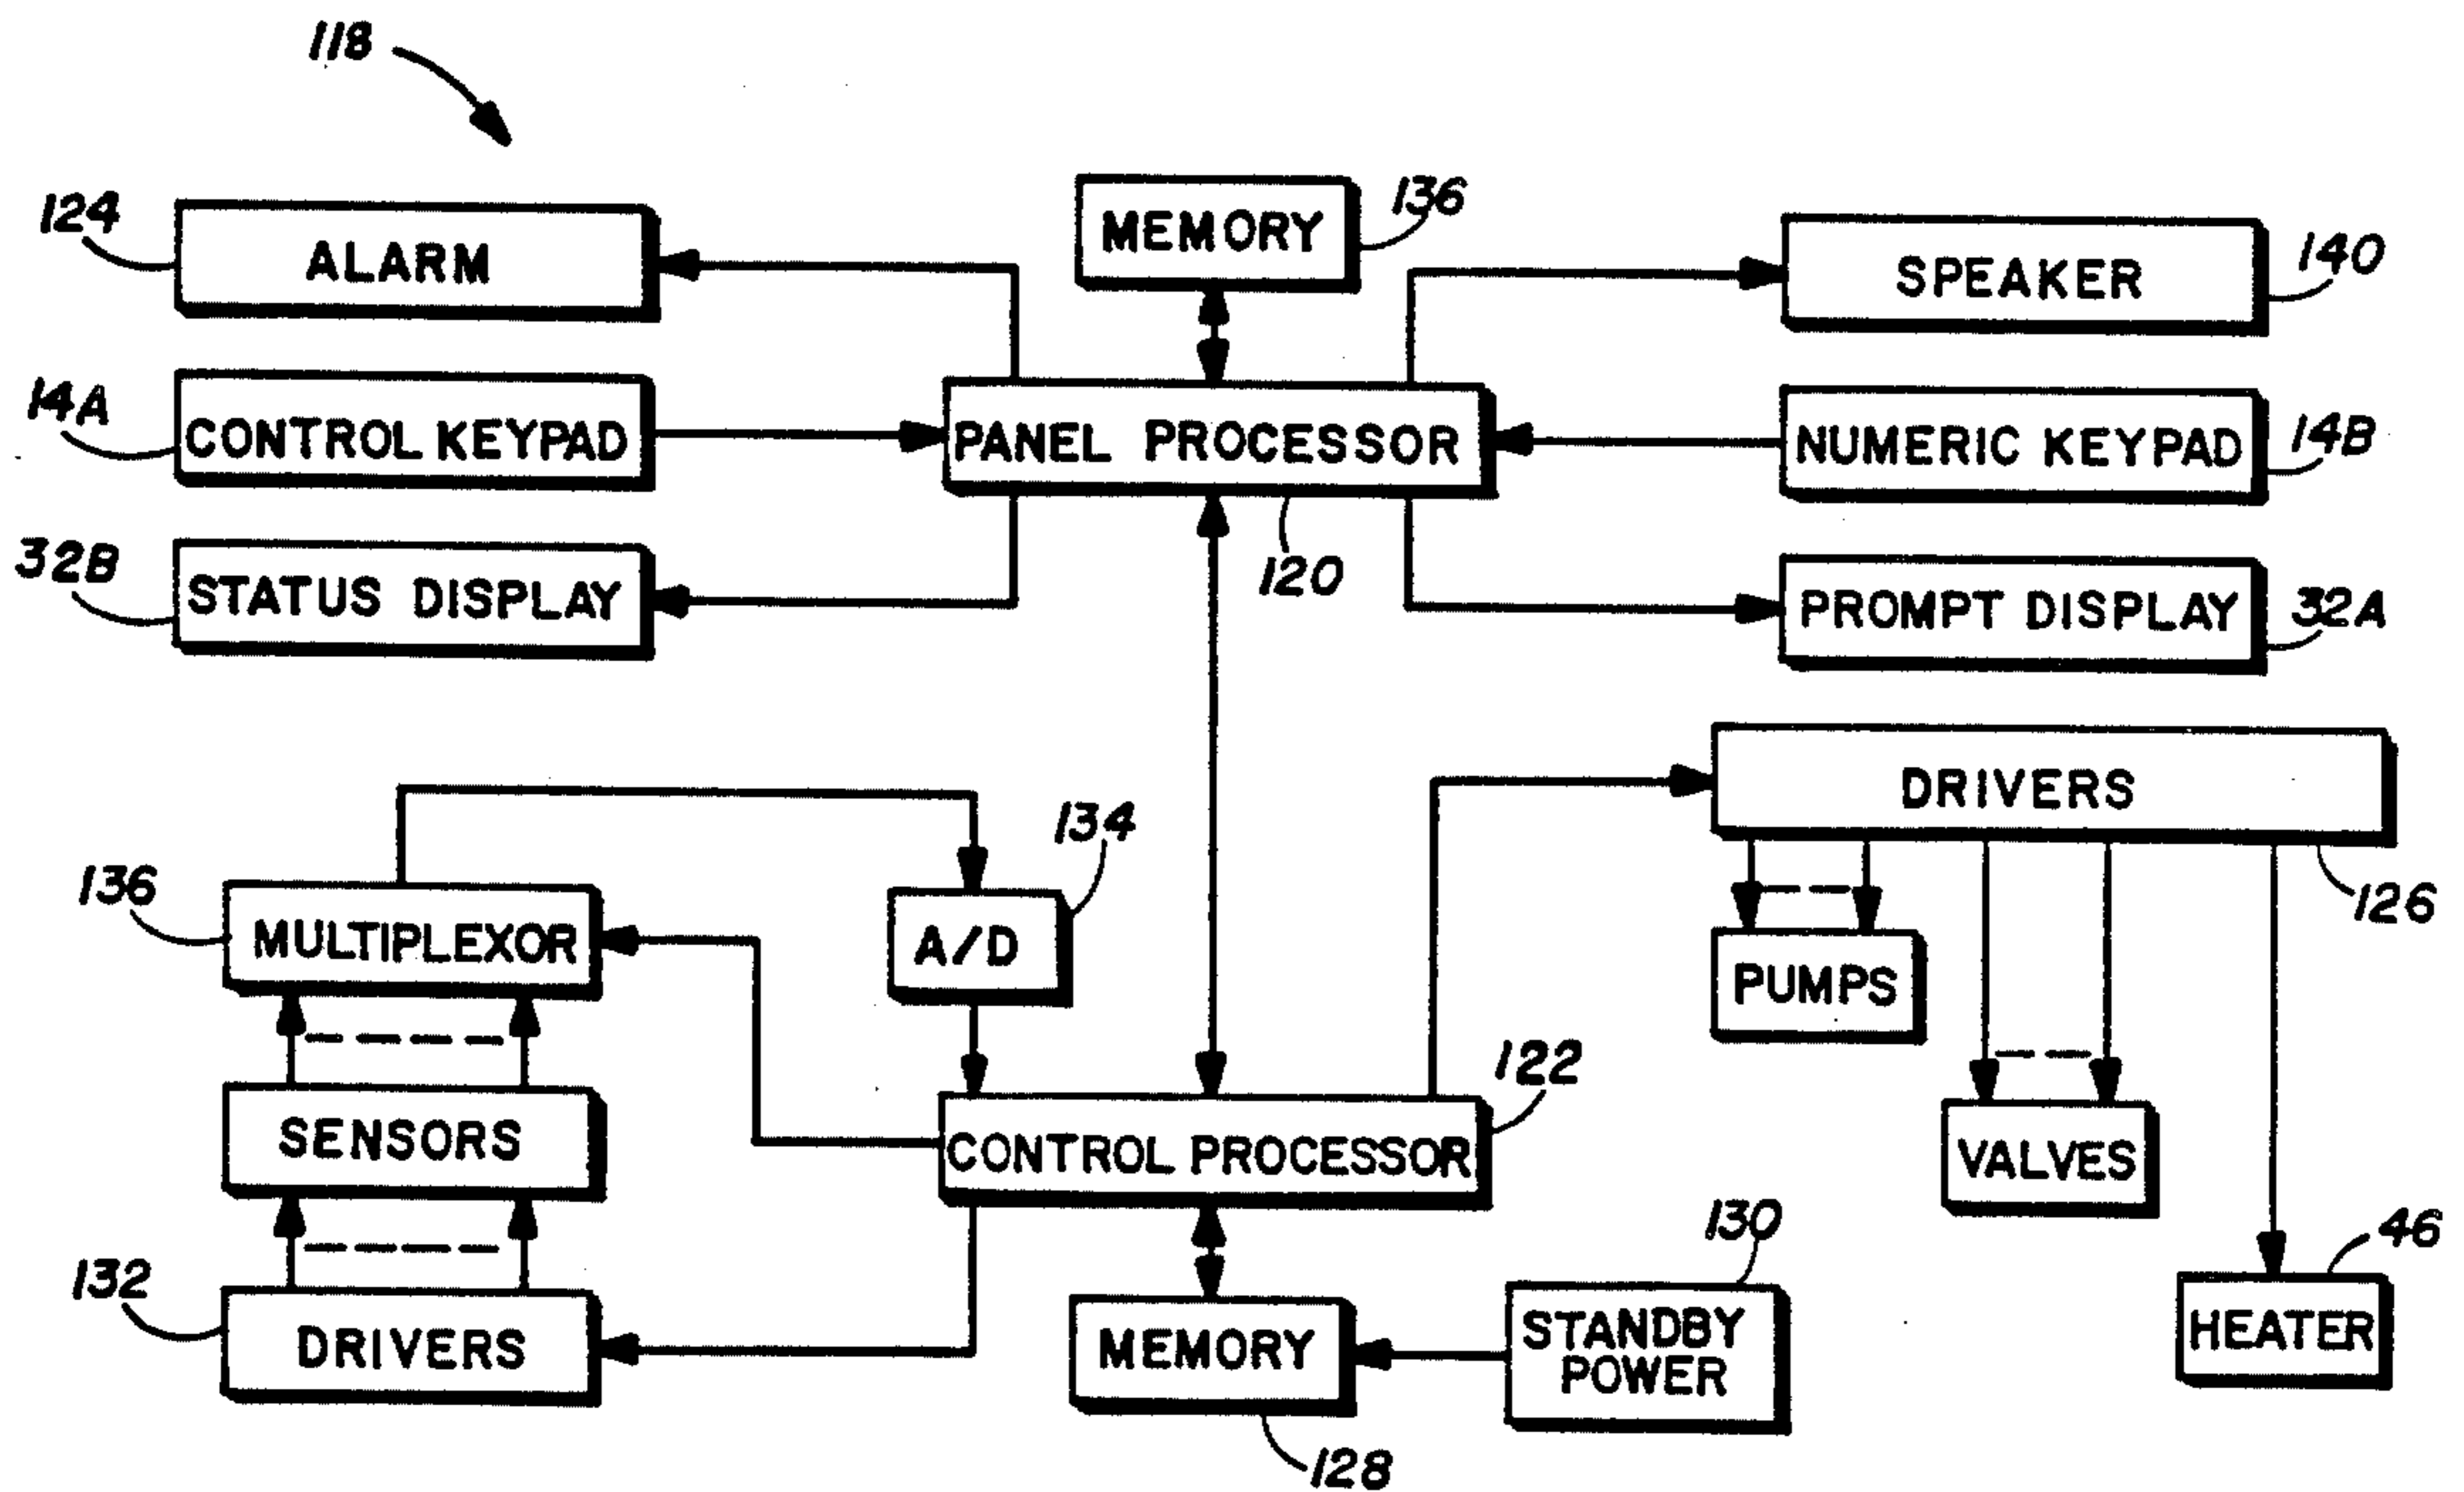 118
124
ALARM
MEMORY
136
SPEAKER
140
14A
CONTROL KEYPAD
PANEL PROCESSOR
120
NUMERIC KEYPAD
14B
32B
STATUS DISPLAY
PROMPT DISPLAY
32A
DRIVERS
126
136
MULTIPLEXOR
134
A/D
PUMPS
SENSORS
CONTROL PROCESSOR
122
VALVES
132
DRIVERS
MEMORY
128
130
STANDBY
POWER
46
HEATER